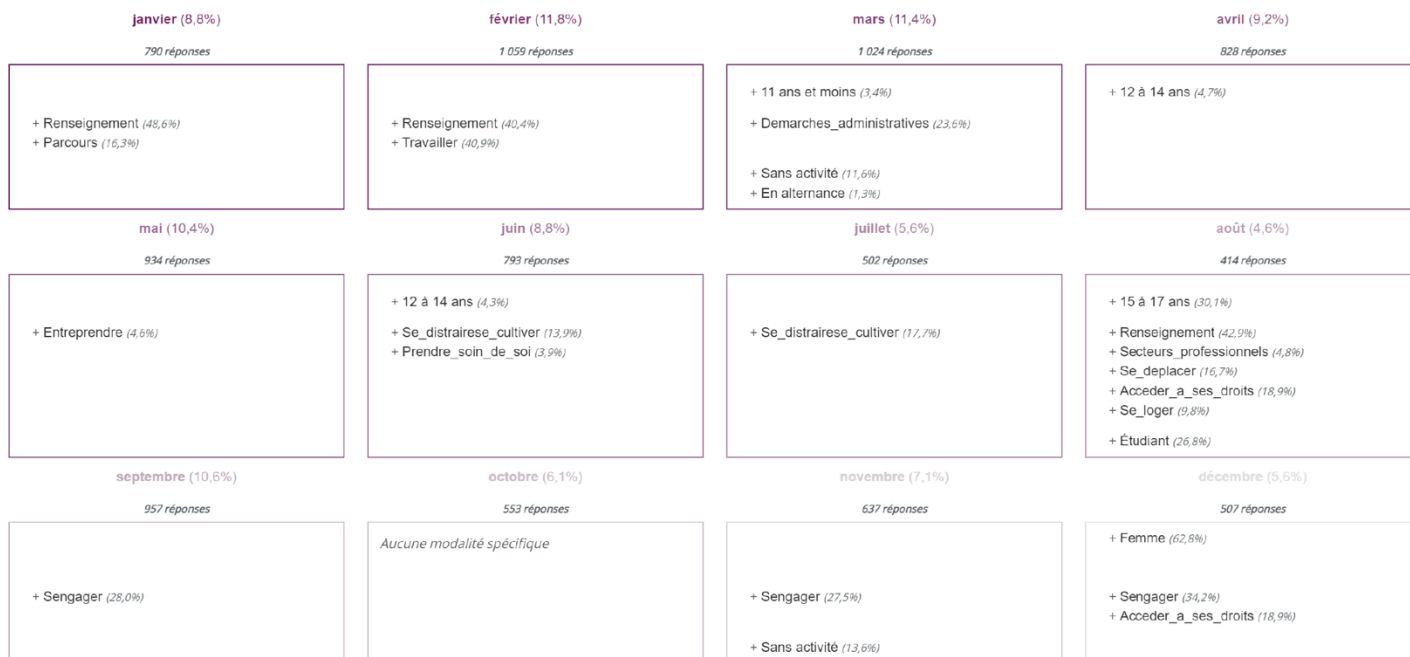 janvier (8,8%)
790 réponses
+ Renseignement (48,6%)
+ Parcours (16,3%)
février (11,8%)
1 059 réponses
+ Renseignement (40,4%)
+ Travailler (40,9%)
mars (11,4%)
1 024 réponses
+ 11 ans et moins (3,4%)
+ Demarches_administratives (23,6%)
+ Sans activité (11,6%)
+ En alternance (1,3%)
avril (9,2%)
828 réponses
+ 12 à 14 ans (4,7%)
mai (10,4%)
934 réponses
+ Entreprendre (4,6%)
juin (8,8%)
793 réponses
+ 12 à 14 ans (4,3%)
+ Se_distrairese_cultiver (13,9%)
+ Prendre_soin_de_soi (3,9%)
juillet (5,6%)
502 réponses
+ Se_distrairese_cultiver (17,7%)
août (4,6%)
414 réponses
+ 15 à 17 ans (30,1%)
+ Renseignement (42,9%)
+ Secteurs_professionnels (4,8%)
+ Se_deplacer (16,7%)
+ Acceder_a_ses_droits (18,9%)
+ Se_loger (9,8%)
+ Étudiant (26,8%)
septembre (10,6%)
957 réponses
+ Sengager (28,0%)
octobre (6,1%)
553 réponses
Aucune modalité spécifique
novembre (7,1%)
637 réponses
+ Sengager (27,5%)
+ Sans activité (13,6%)
décembre (5,6%)
507 réponses
+ Femme (62,8%)
+ Sengager (34,2%)
+ Acceder_a_ses_droits (18,9%)